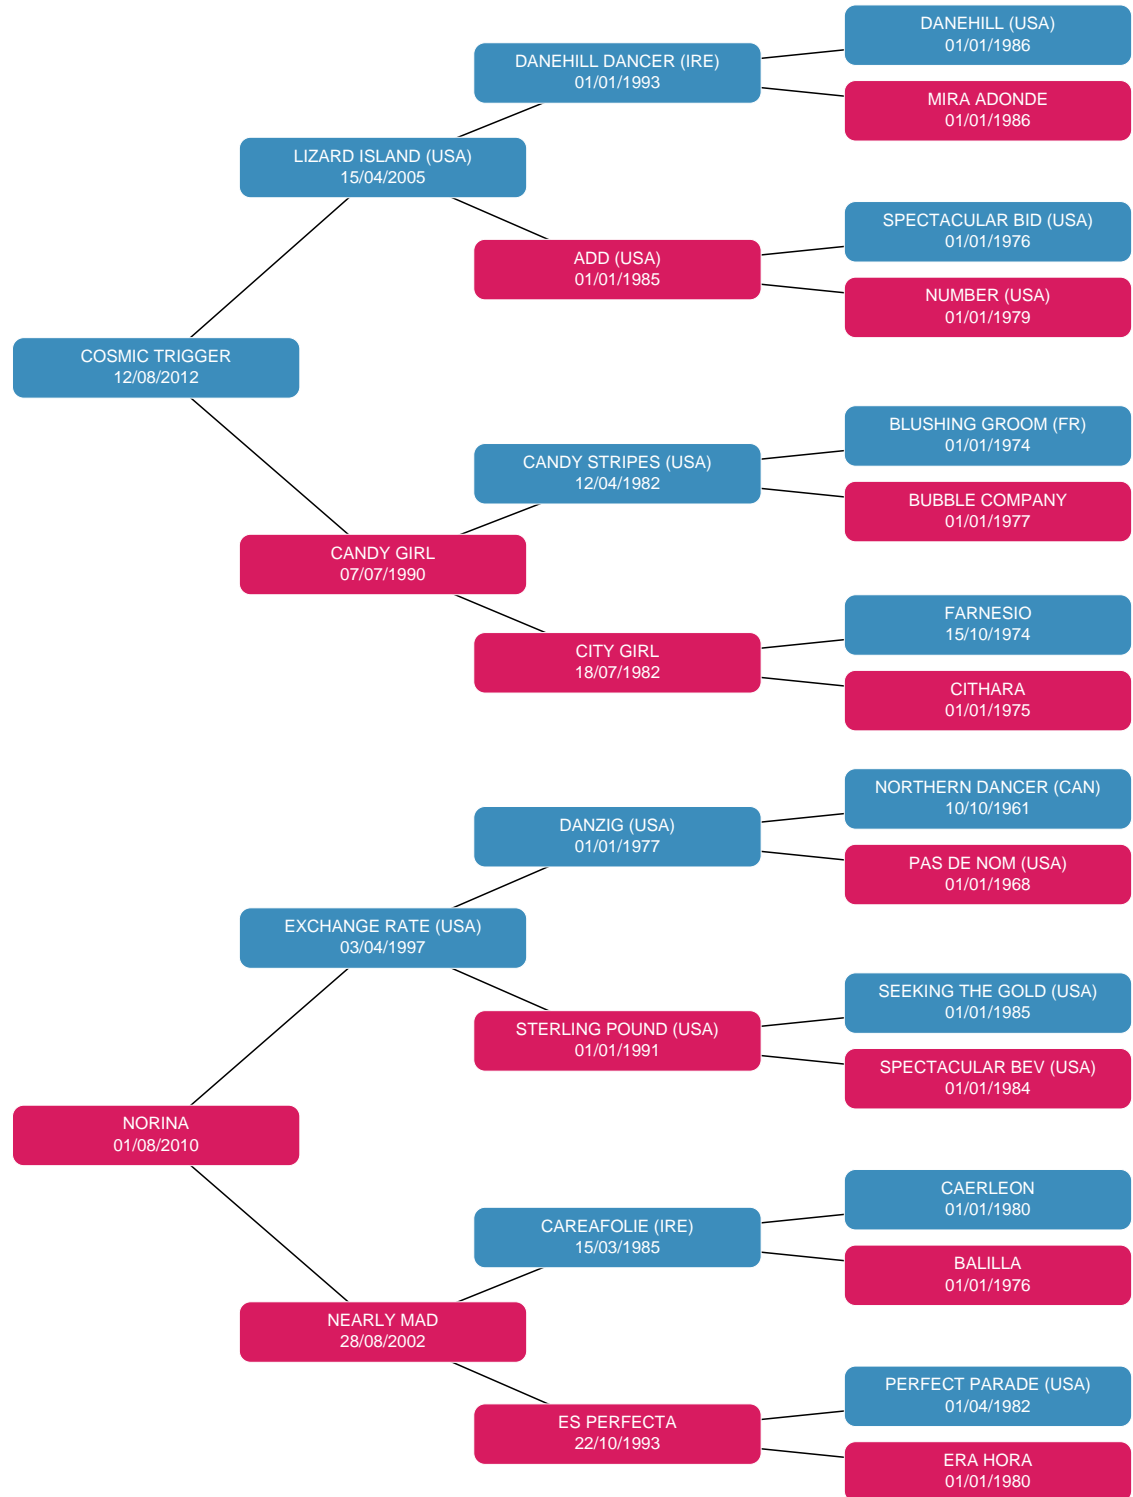 DANEHILL (USA)
01/01/1986
DANEHILL DANCER (IRE)
01/01/1993
MIRA ADONDE
01/01/1986
LIZARD ISLAND (USA)
15/04/2005
SPECTACULAR BID (USA)
01/01/1976
ADD (USA)
01/01/1985
NUMBER (USA)
01/01/1979
COSMIC TRIGGER
12/08/2012
BLUSHING GROOM (FR)
01/01/1974
CANDY STRIPES (USA)
12/04/1982
BUBBLE COMPANY
01/01/1977
CANDY GIRL
07/07/1990
FARNESIO
15/10/1974
CITY GIRL
18/07/1982
CITHARA
01/01/1975
NORTHERN DANCER (CAN)
10/10/1961
DANZIG (USA)
01/01/1977
PAS DE NOM (USA)
01/01/1968
EXCHANGE RATE (USA)
03/04/1997
SEEKING THE GOLD (USA)
01/01/1985
STERLING POUND (USA)
01/01/1991
SPECTACULAR BEV (USA)
01/01/1984
NORINA
01/08/2010
CAERLEON
01/01/1980
CAREAFOLIE (IRE)
15/03/1985
BALILLA
01/01/1976
NEARLY MAD
28/08/2002
PERFECT PARADE (USA)
01/04/1982
ES PERFECTA
22/10/1993
ERA HORA
01/01/1980